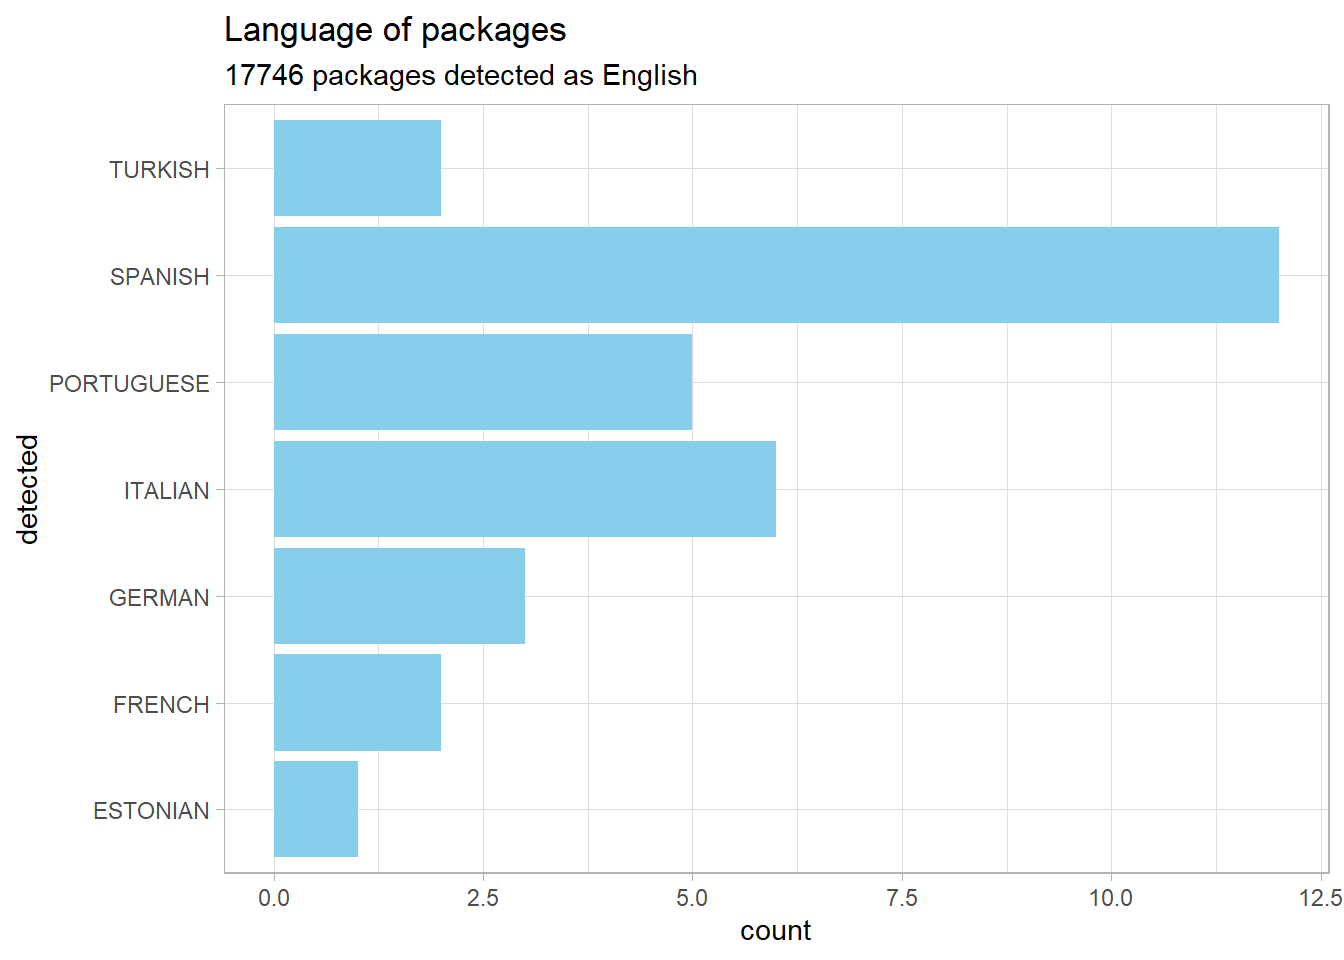 Language of packages
17746 packages detected as English
detected
TURKISH
SPANISH
PORTUGUESE
ITALIAN
GERMAN
FRENCH
ESTONIAN
0.0 2.5 5.0 7.5 10.0 12.5
count